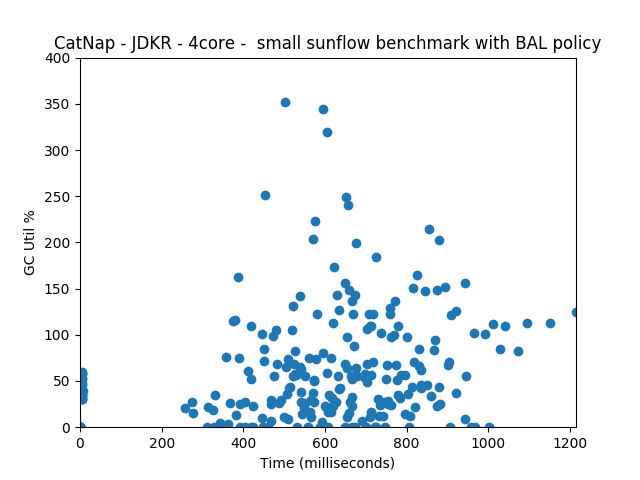 CatNap - JDKR - 4core -  small sunflow benchmark with BAL policy
400
350
300
250
200
150
100
50
0
GC Util %
0 200 400 600 800 1000 1200
Time (milliseconds)